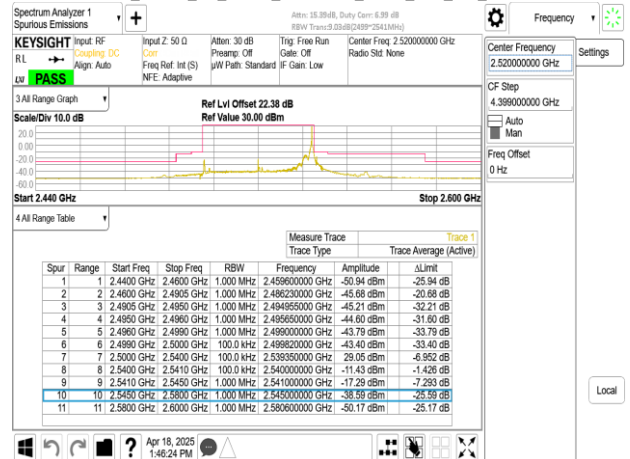 Spectrum Analyzer 1
Spurious Emissions
Attn: 15.39dB, Duty Corr: 6.99 dB
RBW Trans:9.03dB(2499~2541MHz)
Frequency
KEYSIGHT
RL
PASS
Input: RF
Coupling: DC
Align: Auto
Input Z: 50 Ω
Corr
Freq Ref: Int (S)
NFE: Adaptive
Atten: 30 dB
Preamp: Off
µW Path: Standard
Trig: Free Run
Gate: Off
IF Gain: Low
Center Freq: 2.520000000 GHz
Radio Std: None
Center Frequency
2.520000000 GHz
Settings
CF Step
4.399000000 GHz
Auto
Man
Freq Offset
0 Hz
Local
3 All Range Graph
Scale/Div 10.0 dB
Ref Lvl Offset 22.38 dB
Ref Value 30.00 dBm
20.0
0.00
-20.0
-40.0
-60.0
Start 2.440 GHz
Stop 2.600 GHz
4 All Range Table
Measure Trace Trace 1
Trace Type Trace Average (Active)
Spur Range Start Freq Stop Freq RBW Frequency Amplitude ΔLimit
1 1 2.4400 GHz 2.4600 GHz 1.000 MHz 2.459600000 GHz -50.94 dBm -25.94 dB
2 2 2.4600 GHz 2.4905 GHz 1.000 MHz 2.486230000 GHz -45.68 dBm -20.68 dB
3 3 2.4905 GHz 2.4950 GHz 1.000 MHz 2.494955000 GHz -45.21 dBm -32.21 dB
4 4 2.4950 GHz 2.4960 GHz 1.000 MHz 2.495650000 GHz -44.60 dBm -31.60 dB
5 5 2.4960 GHz 2.4990 GHz 1.000 MHz 2.499000000 GHz -43.79 dBm -33.79 dB
6 6 2.4990 GHz 2.5000 GHz 100.0 kHz 2.499820000 GHz -43.40 dBm -33.40 dB
7 7 2.5000 GHz 2.5400 GHz 100.0 kHz 2.539350000 GHz 29.05 dBm -6.952 dB
8 8 2.5400 GHz 2.5410 GHz 100.0 kHz 2.540000000 GHz -11.43 dBm -1.426 dB
9 9 2.5410 GHz 2.5450 GHz 1.000 MHz 2.541000000 GHz -17.29 dBm -7.293 dB
10 10 2.5450 GHz 2.5800 GHz 1.000 MHz 2.545000000 GHz -38.59 dBm -25.59 dB
11 11 2.5800 GHz 2.6000 GHz 1.000 MHz 2.580600000 GHz -50.17 dBm -25.17 dB
Apr 18, 2025
1:46:24 PM